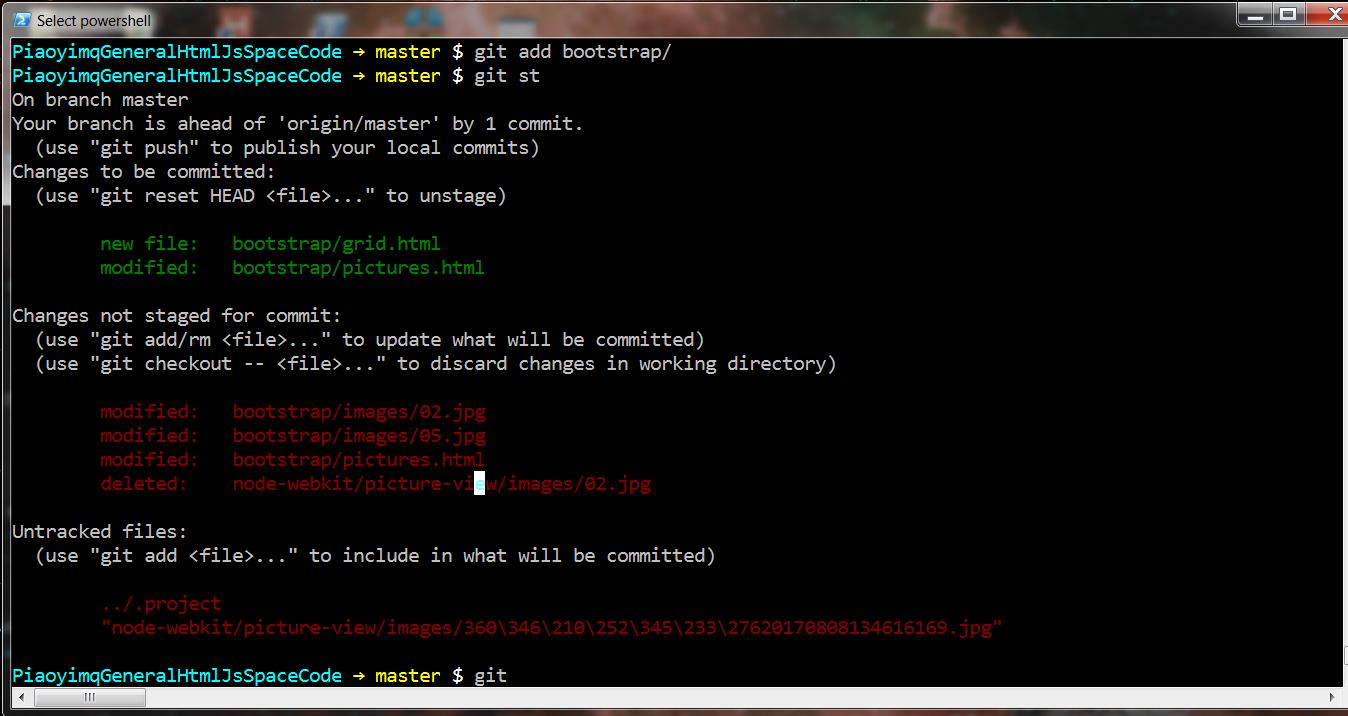 Select powershell
PiaoyimqGeneralHtmlJsSpaceCode → master $ git add bootstrap/
PiaoyimqGeneralHtmlJsSpaceCode → master $ git st
On branch master
Your branch is ahead of 'origin/master' by 1 commit.
  (use "git push" to publish your local commits)
Changes to be committed:
  (use "git reset HEAD <file>..." to unstage)
        new file:   bootstrap/grid.html
        modified:   bootstrap/pictures.html
Changes not staged for commit:
  (use "git add/rm <file>..." to update what will be committed)
  (use "git checkout -- <file>..." to discard changes in working directory)
        modified:   bootstrap/images/02.jpg
        modified:   bootstrap/images/05.jpg
        modified:   bootstrap/pictures.html
        deleted:    node-webkit/picture-view/images/02.jpg
Untracked files:
  (use "git add <file>..." to include in what will be committed)
        ../.project
        "node-webkit/picture-view/images/360\346\210\252\345\233\27620170808134616169.jpg"
PiaoyimqGeneralHtmlJsSpaceCode → master $ git